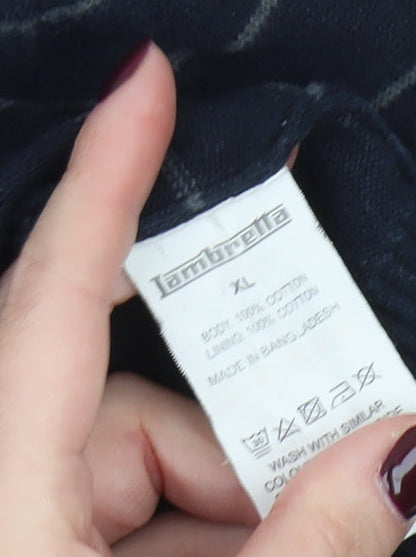 Lambretta
XL
BODY: 100% COTTON
LINING: 100% COTTON
MADE IN BANGLADESH
WASH WITH SIMILAR